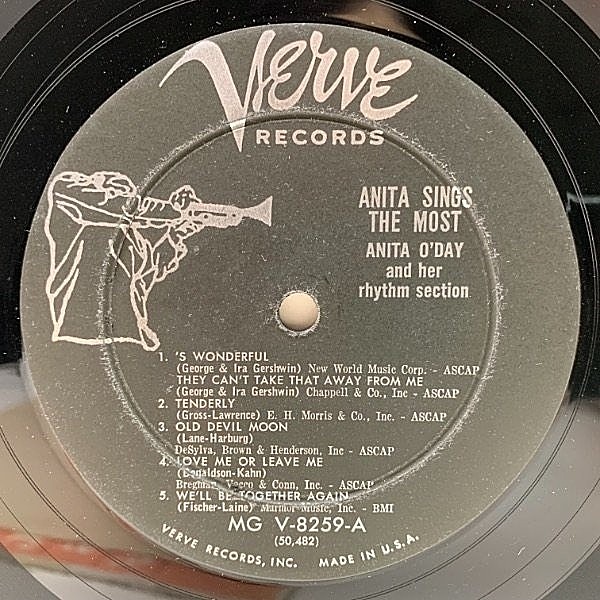 Verve
RECORDS
ANITA SINGS
THE MOST
ANITA O'DAY
and her
rhythm section
1. 'S WONDERFUL
(George & Ira Gershwin) New World Music Corp. - ASCAP
THEY CAN'T TAKE THAT AWAY FROM ME
(George & Ira Gershwin) Chappell & Co., Inc - ASCAP
2. TENDERLY
(Gross-Lawrence) E. H. Morris & Co., Inc. - ASCAP
3. OLD DEVIL MOON
(Lane-Harburg)
DeSylva, Brown & Henderson, Inc - ASCAP
4. LOVE ME OR LEAVE ME
(Donaldson-Kahn)
Bregman, Vocco & Conn, Inc. - ASCAP
5. WE'LL BE TOGETHER AGAIN
(Fischer-Laine) Marmor Music, Inc. - BMI
MG V-8259-A
(50,482)
VERVE RECORDS, INC. MADE IN U.S.A.